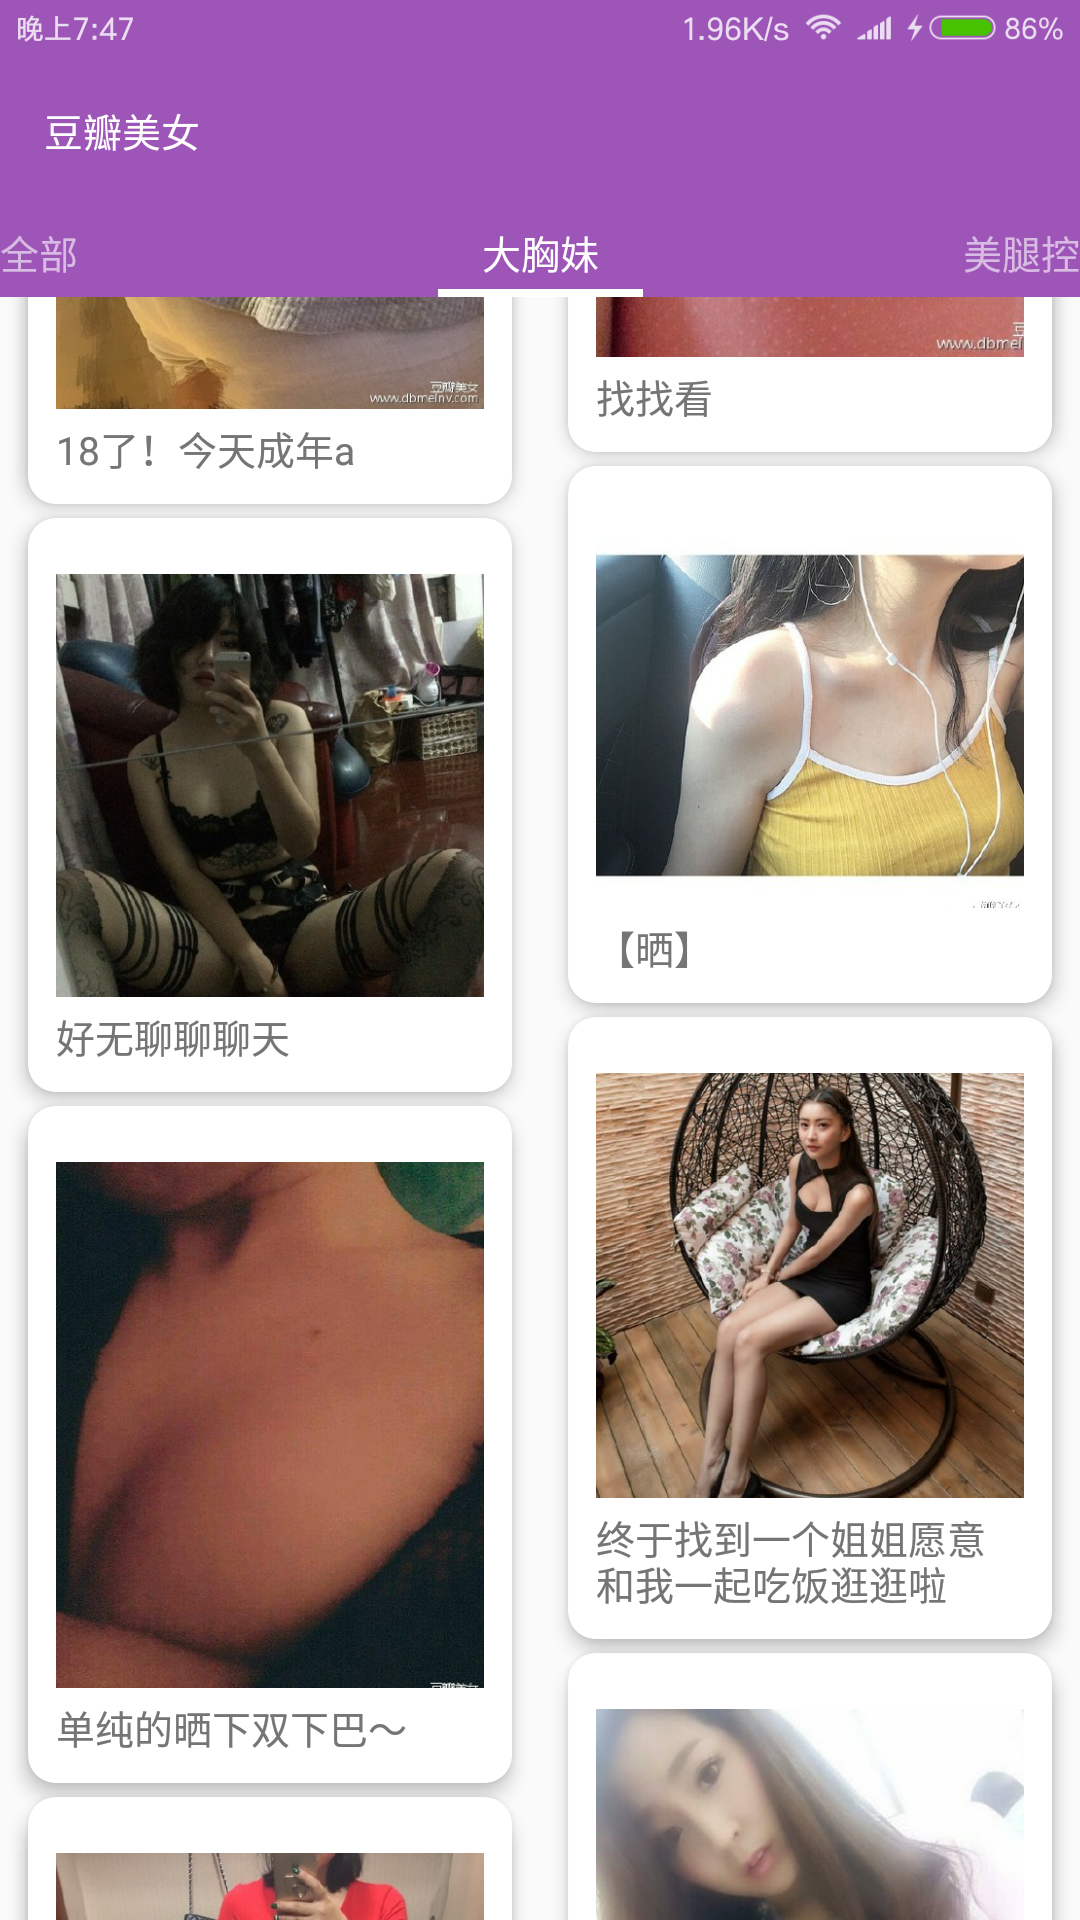 晚上7:47
1.96K/s
86%
豆瓣美女
全部
大胸妹
美腿控
豆瓣美女
www.dbmeinv.com
18了！今天成年a
www.dbmei
找找看
好无聊聊聊天
【晒】
单纯的晒下双下巴～
终于找到一个姐姐愿意
和我一起吃饭逛逛啦